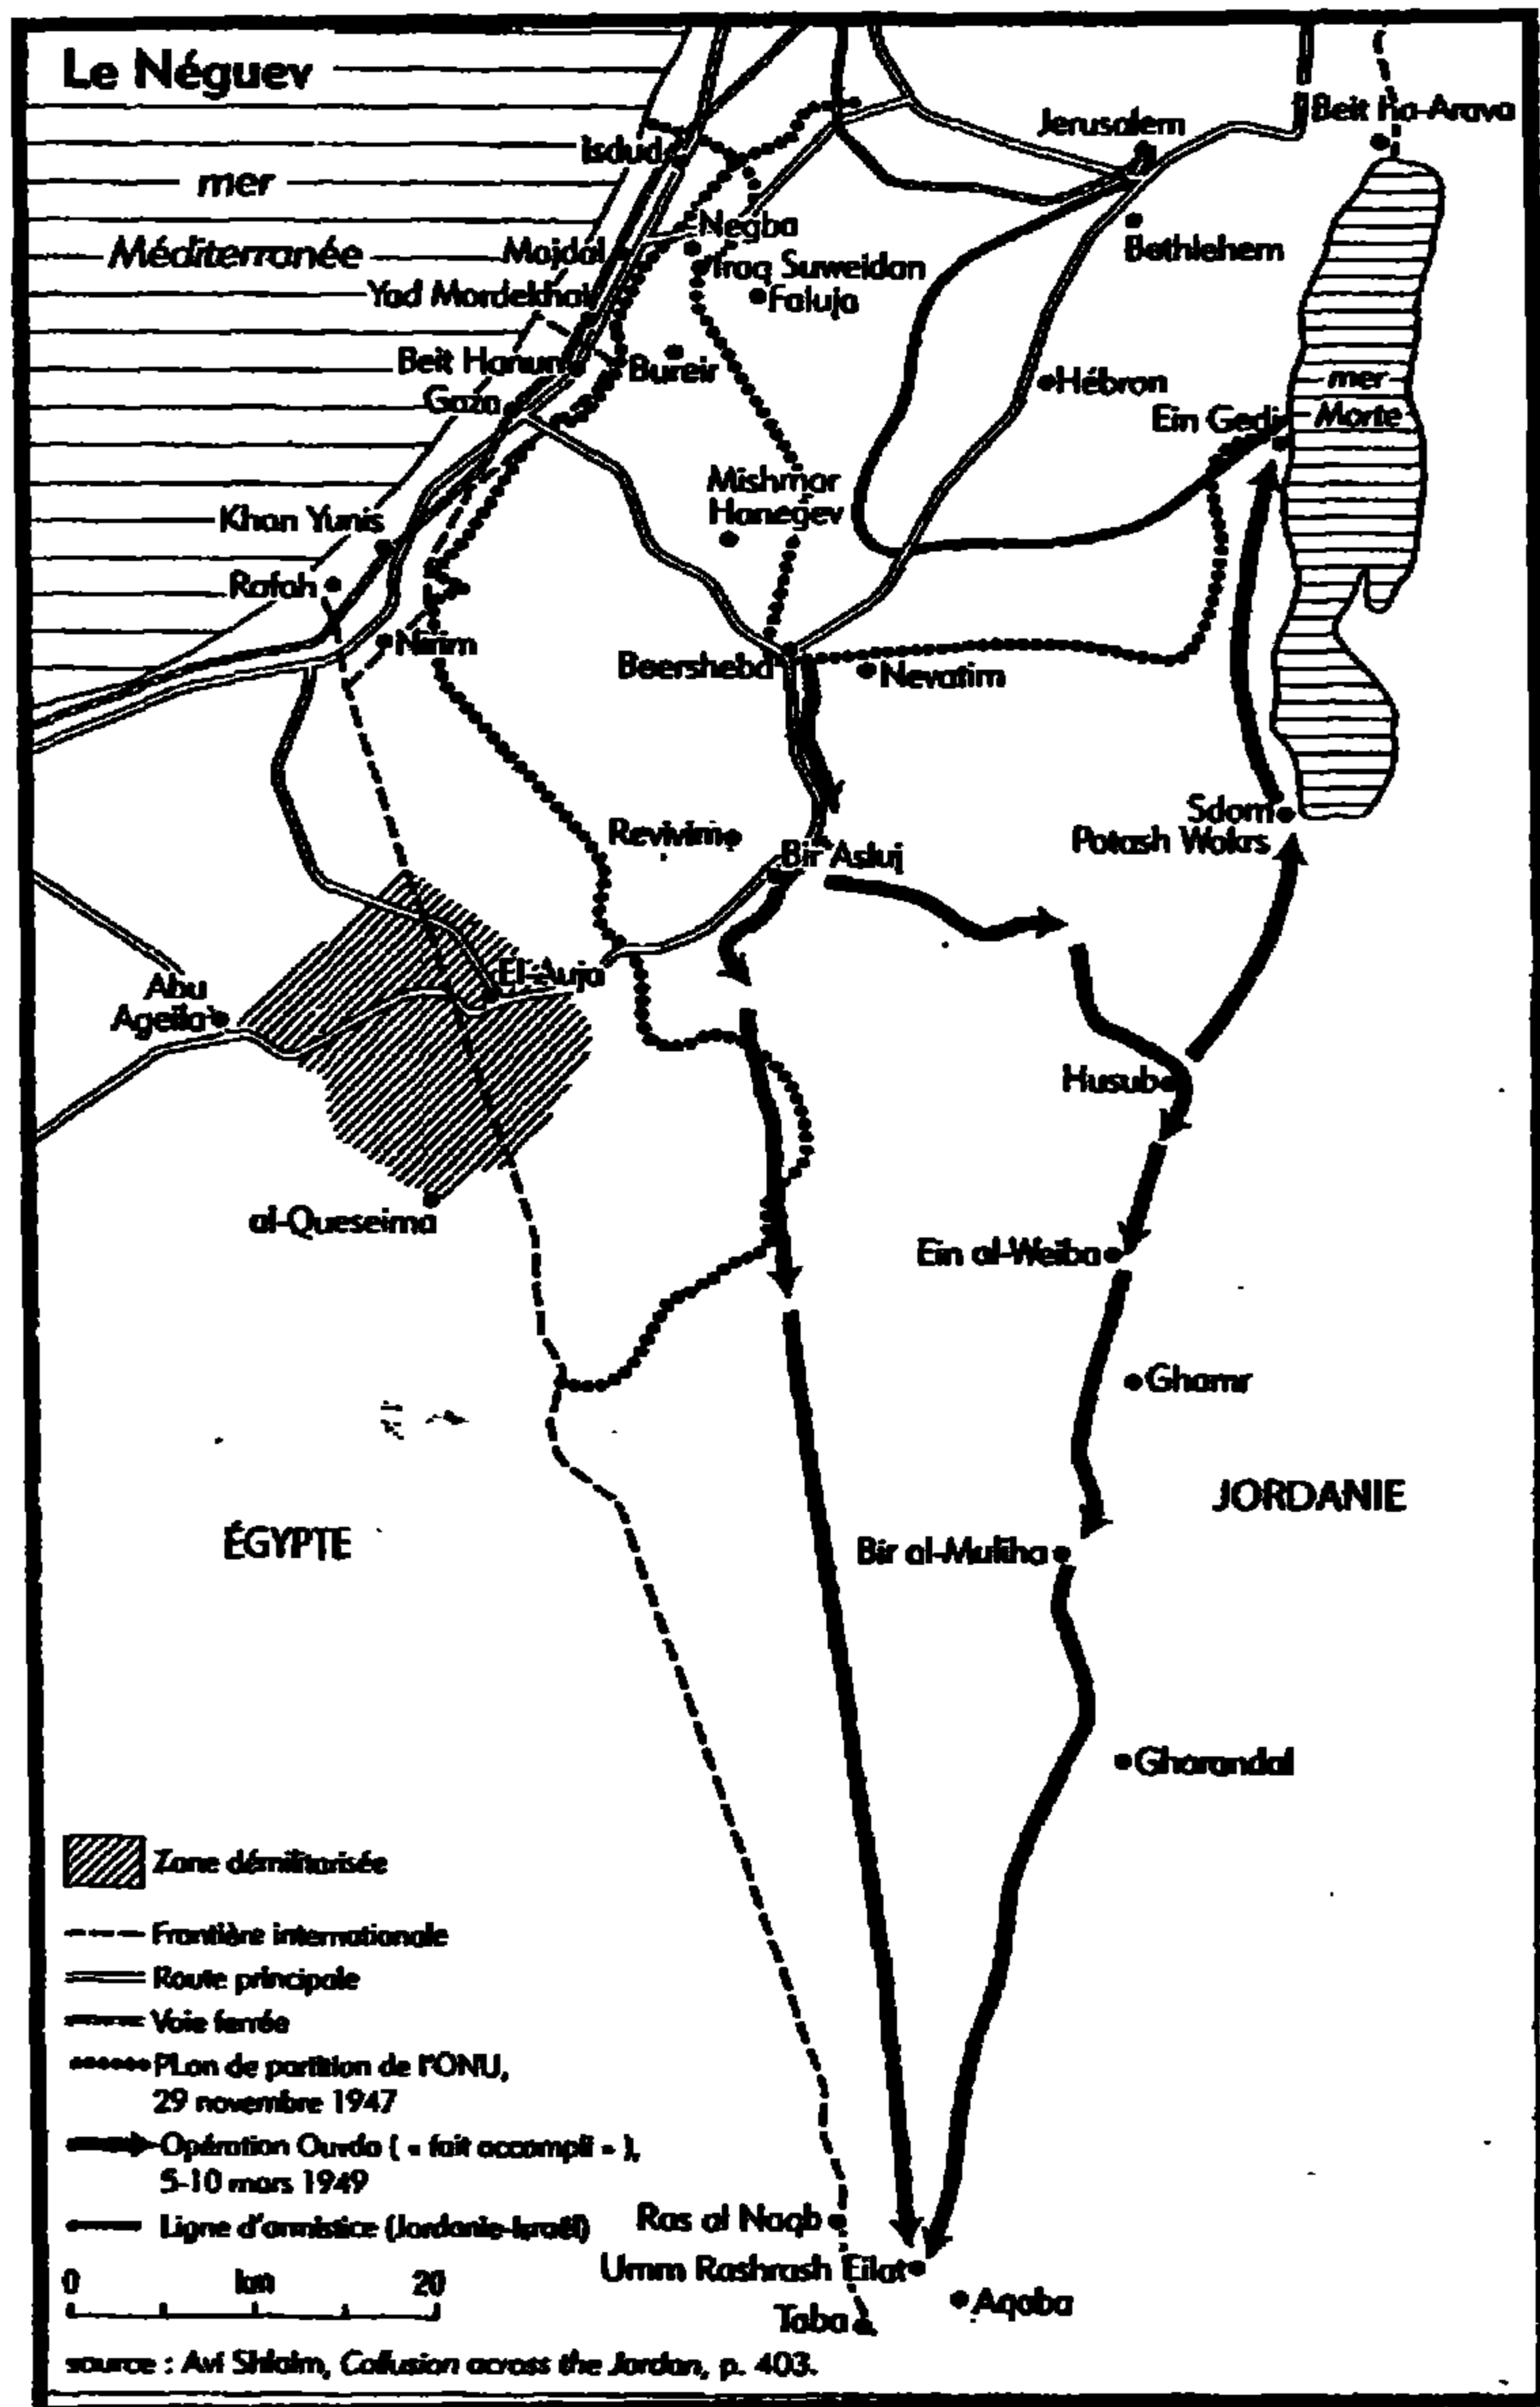 Le Néguev
mer
Méditerranée
Isdud
Jerusalem
Beit Ha-Arava
Negba
Majdal
Bethlehem
Iraq Suweidan
Yad Mordekhai
Faluja
Beit Hanun
Bureir
mer
Hébron
Gaza
Ein Gedi
Morte
Mishmar
Hanegev
Khan Yunis
Rafah
Nirim
Beersheba
Nevatim
Sdom
Revivim
Potash Wokrs
Bir Asluj
El-Auja
Abu
Ageila
Husub
al-Queseima
Ein al-Weiba
Ghamr
JORDANIE
ÉGYPTE
Bir al-Muliha
Gharandal
Zone démilitarisée
Frontière internationale
Route principale
Voie ferrée
PLan de partition de l'ONU,
29 novembre 1947
Opération Ouvda ( « fait accompli » ),
5-10 mars 1949
Ligne d'armistice (Jordanie-Israël)
Ras al Naqb
0 km 20
Umm Rashrash Eilat
Aqaba
Taba
source : Avi Shlaim, Collusion across the Jordan, p. 403.